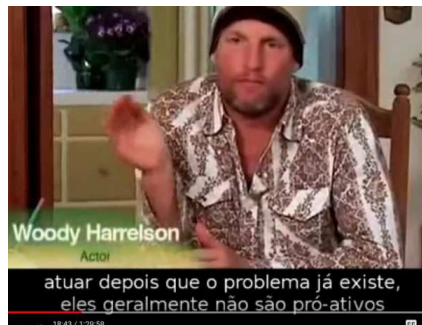 Woody Harrelson
Actor
atuar depois que o problema já existe,
eles geralmente não são pró-ativos
18:43 / 1:29:58